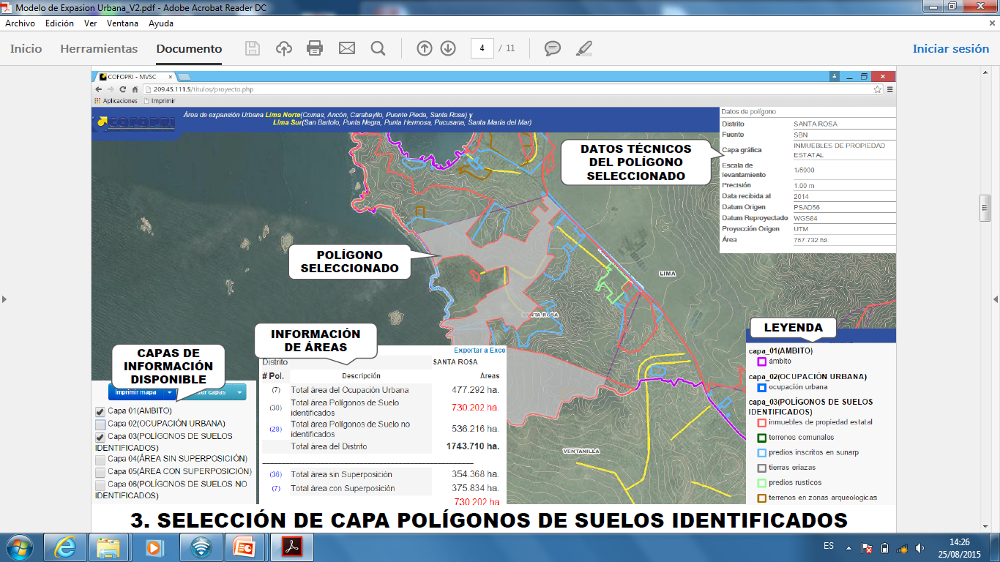 Modelo de Expasion Urbana_V2.pdf - Adobe Acrobat Reader DC
Archivo Edición Ver Ventana Ayuda
Inicio Herramientas Documento
4 / 11
Iniciar sesión
COFOPRI - MVSC
209.45.111.5/titulos/proyecto.php
Aplicaciones Imprimir
COFOPRI
Área de expansión Urbana Lima Norte(Comas, Ancón, Carabayllo, Puente Pieda, Santa Rosa) y
Lima Sur(San Bartolo, Punta Negra, Punta Hermosa, Pucusana, Santa María del Mar)
Datos de polígono
Distrito SANTA ROSA
Fuente SBN
Capa gráfica INMUEBLES DE PROPIEDAD
ESTATAL
Escala de
levantamiento 1/5000
Precisión 1.00 m
Data recibida al 2014
Datum Origen PSAD56
Datum Reproyectado WGS84
Proyección Origen UTM
Área 757.732 ha.
DATOS TÉCNICOS
DEL POLÍGONO
SELECCIONADO
POLÍGONO
SELECCIONADO
LIMA
NTA ROSA
VENTANILLA
INFORMACIÓN
DE ÁREAS
CAPAS DE
INFORMACIÓN
DISPONIBLE
Imprimir mapa der capas
Capa 01(AMBITO)
Capa 02(OCUPACIÓN URBANA)
Capa 03(POLÍGONOS DE SUELOS
IDENTIFICADOS)
Capa 04(ÁREA SIN SUPERPOSICIÓN)
Capa 05(ÁREA CON SUPERPOSICIÓN)
Capa 06(POLÍGONOS DE SUELOS NO
IDENTIFICADOS)
Exportar a Exce
Distrito SANTA ROSA
# Pol. Descripción Áreas
(7) Total área del Ocupación Urbana 477.292 ha.
(30) Total área Polígonos de Suelo
identificados 730.202 ha.
(28) Total área Polígonos de Suelo no
identificados 536.216 ha.
Total área del Distrito 1743.710 ha.
(36) Total área sin Superposición 354.368 ha.
(7) Total área con Superposición 375.834 ha.
730.202 ha
LEYENDA
capa_01(AMBITO)
ámbito
capa_02(OCUPACIÓN URBANA)
ocupación urbana
capa_03(POLÍGONOS DE SUELOS
IDENTIFICADOS)
inmuebles de propiedad estatal
terrenos comunales
predios inscritos en sunarp
tierras eriazas
predios rusticos
terrenos en zonas arqueologicas
3. SELECCIÓN DE CAPA POLÍGONOS DE SUELOS IDENTIFICADOS
ES
14:26
25/08/2015